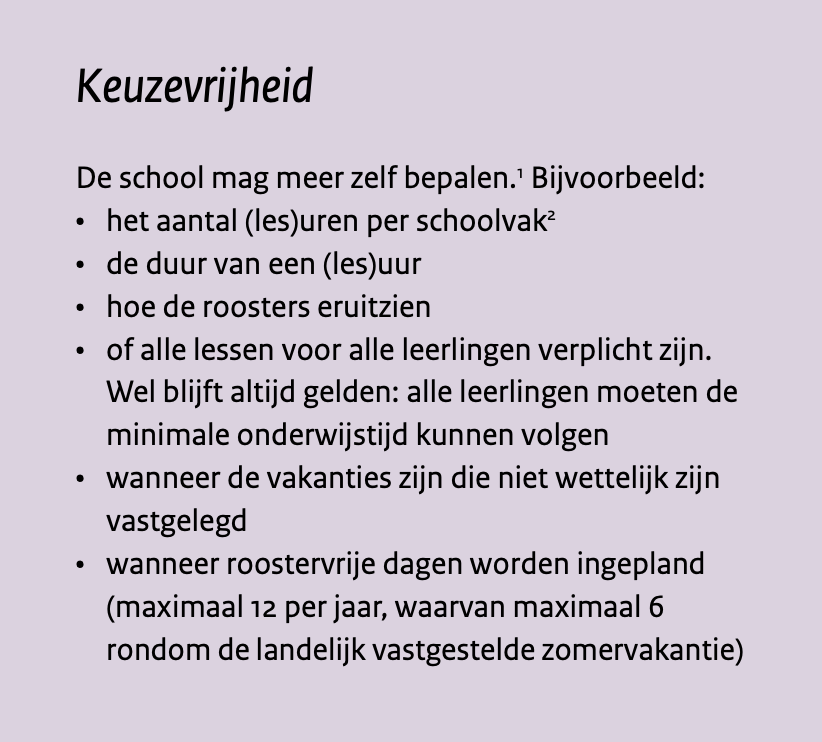 Keuzevrijheid
De school mag meer zelf bepalen.¹ Bijvoorbeeld:
• het aantal (les)uren per schoolvak²
• de duur van een (les)uur
• hoe de roosters eruitzien
• of alle lessen voor alle leerlingen verplicht zijn.
Wel blijft altijd gelden: alle leerlingen moeten de
minimale onderwijstijd kunnen volgen
• wanneer de vakanties zijn die niet wettelijk zijn
vastgelegd
• wanneer roostervrije dagen worden ingepland
(maximaal 12 per jaar, waarvan maximaal 6
rondom de landelijk vastgestelde zomervakantie)